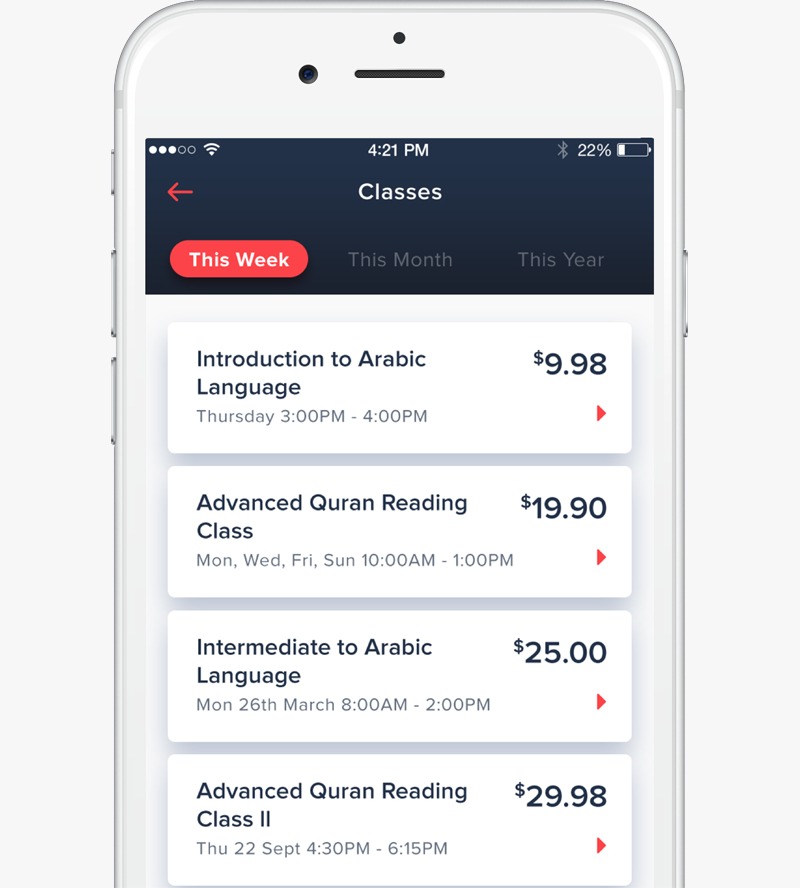 4:21 PM 22%
Classes
This Week This Month This Year
Introduction to Arabic $9.98
Language
Thursday 3:00PM - 4:00PM
Advanced Quran Reading $19.90
Class
Mon, Wed, Fri, Sun 10:00AM - 1:00PM
Intermediate to Arabic $25.00
Language
Mon 26th March 8:00AM - 2:00PM
Advanced Quran Reading $29.98
Class II
Thu 22 Sept 4:30PM - 6:15PM